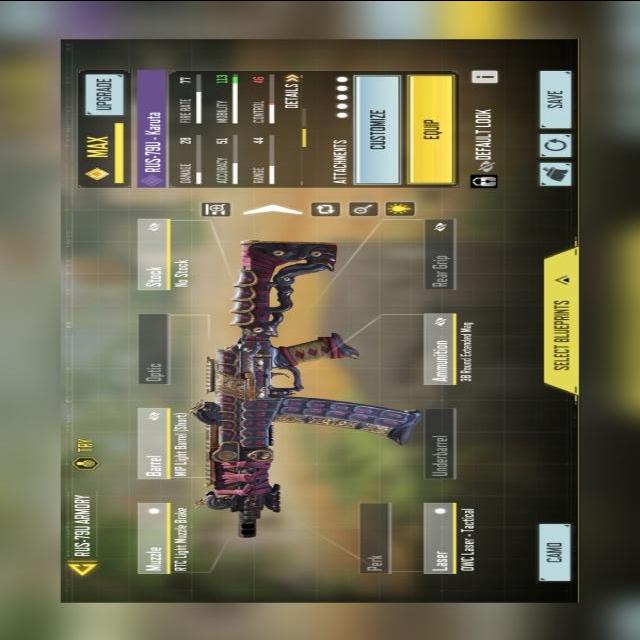 RUS-79U ARMORY
TRY
Muzzle
RTC Light Muzzle Brake
Barrel
MIP Light Barrel (Short)
Optic
Stock
No Stock
MAX
UPGRADE
RUS-79U - Karuta
DAMAGE 28
FIRE RATE 77
ACCURACY 51
MOBILITY 113
RANGE 44
CONTROL 46
DETAILS
ATTACHMENTS
CUSTOMIZE
EQUIP
DEFAULT LOOK
Perk
Laser
OWC Laser - Tactical
Underbarrel
Ammunition
38 Round Extended Mag
Rear Grip
CAMO
SELECT BLUEPRINTS
SAVE